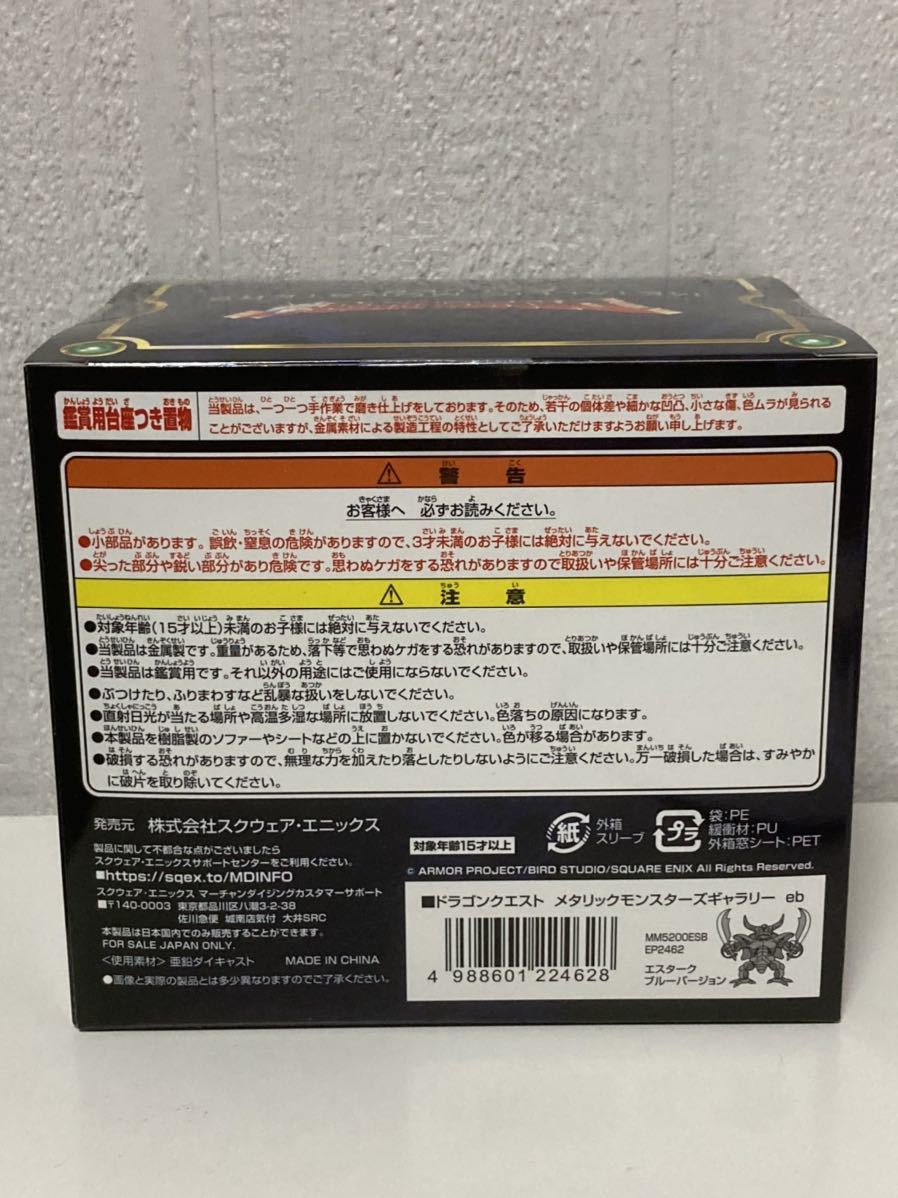 鑑賞用台座つき置物
かんしょうようだいざ おきもの
当製品は、一つ一つ手作業で磨き仕上げをしております。そのため、若干の個体差や細かな凹凸、小さな傷、色ムラが見られる
ことがございますが、金属素材による製造工程の特性としてご了承いただけますようお願い申し上げます。
⚠ 警告
お客様へ 必ずお読みください。
●小部品があります。誤飲・窒息の危険がありますので、3才未満のお子様には絶対に与えないでください。
●尖った部分や鋭い部分があり危険です。思わぬケガをする恐れがありますので取扱いや保管場所には十分ご注意ください。
⚠ 注意
●対象年齢(15才以上)未満のお子様には絶対に与えないでください。
●当製品は金属製です。重量があるため、落下等で思わぬケガをする恐れがありますので、取扱いや保管場所には十分ご注意ください。
●当製品は鑑賞用です。それ以外の用途にはご使用にならないでください。
●ぶつけたり、ふりまわすなど乱暴な扱いをしないでください。
●直射日光が当たる場所や高温多湿な場所に放置しないでください。色落ちの原因になります。
●本製品を樹脂製のソファーやシートなどの上に置かないでください。色が移る場合があります。
●破損する恐れがありますので、無理な力を加えたり落としたりしないようにご注意ください。万一破損した場合は、すみやか
に破片を取り除いてください。
発売元 株式会社スクウェア・エニックス
製品に関して不都合な点がございましたら
スクウェア・エニックスサポートセンターをご利用ください。
■https://sqex.to/MDINFO
スクウェア・エニックス マーチャンダイジングカスタマーサポート
■〒140-0003 東京都品川区八潮3-2-38
佐川急便 城南店気付 大井SRC
本製品は日本国内でのみ販売することができます。
FOR SALE JAPAN ONLY.
<使用素材> 亜鉛ダイキャスト MADE IN CHINA
●画像と実際の製品とは多少異なりますのでご了承ください。
対象年齢15才以上
紙 外箱
スリーブ
プラ 袋:PE
緩衝材:PU
外箱窓シート:PET
© ARMOR PROJECT/BIRD STUDIO/SQUARE ENIX All Rights Reserved.
■ドラゴンクエスト メタリックモンスターズギャラリー eb
MM5200ESB
EP2462
エスターク
ブルーバージョン
4 988601 224628